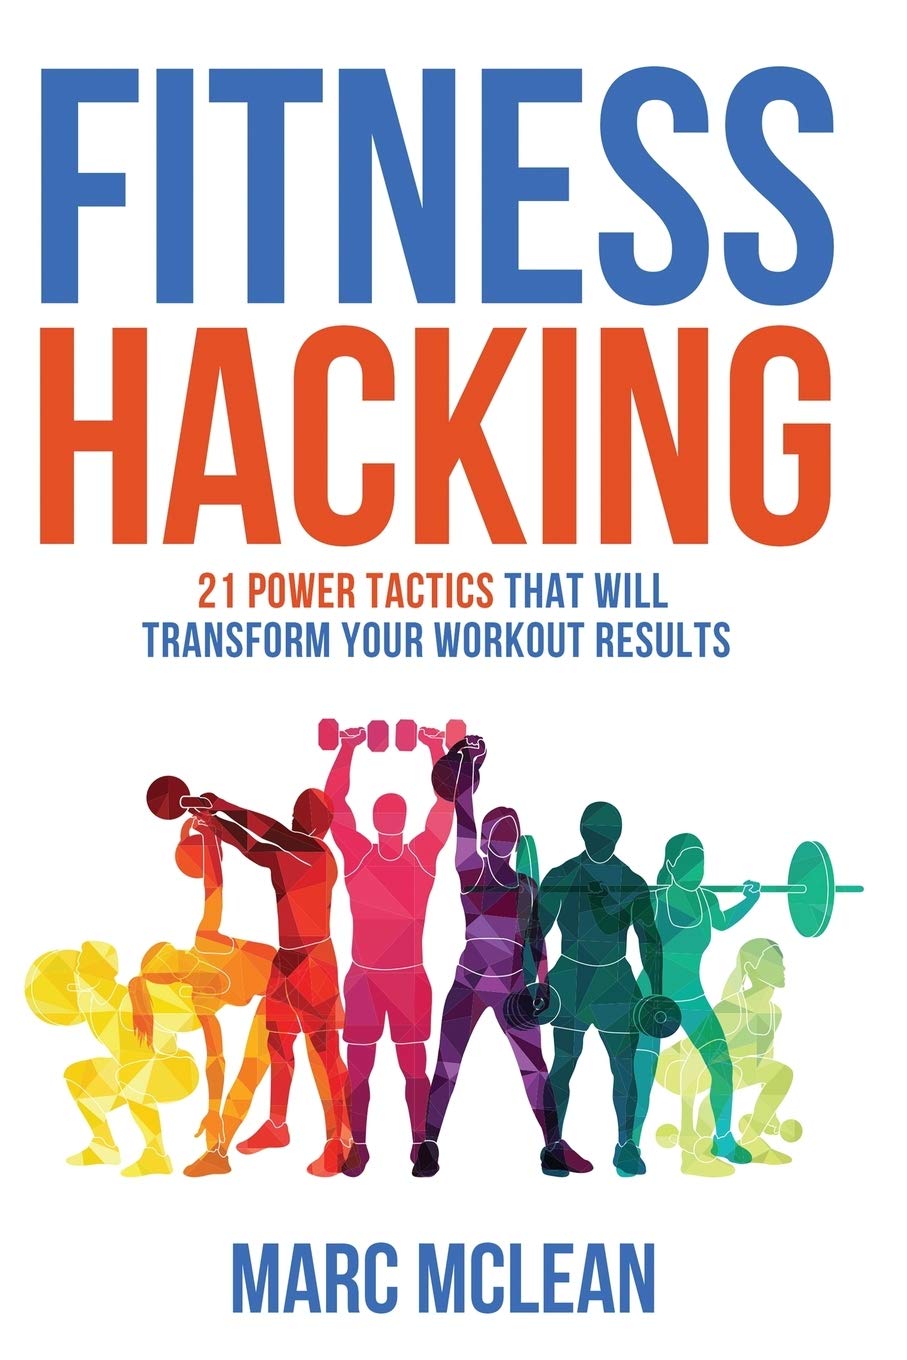 FITNESS
HACKING
21 POWER TACTICS THAT WILL
TRANSFORM YOUR WORKOUT RESULTS
MARC MCLEAN